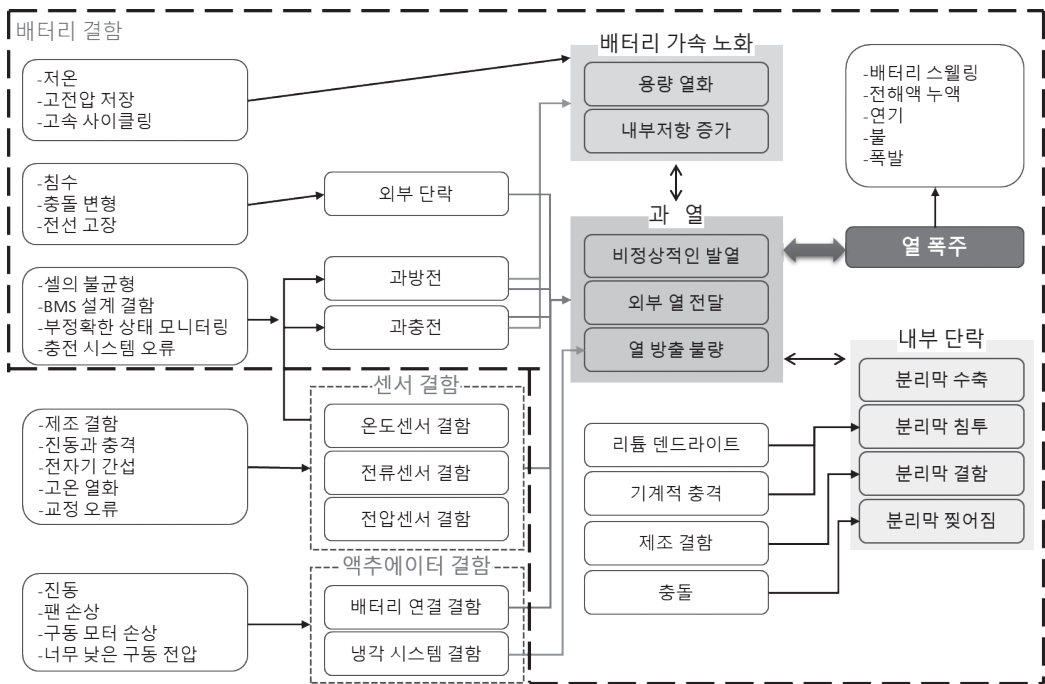 배터리 결함
-저온
-고전압 저장
-고속 사이클링
-침수
-충돌 변형
-전선 고장
-셀의 불균형
-BMS 설계 결함
-부정확한 상태 모니터링
-충전 시스템 오류
외부 단락
과방전
과충전
배터리 가속 노화
용량 열화
내부저항 증가
과 열
비정상적인 발열
외부 열 전달
열 방출 불량
-배터리 스웰링
-전해액 누액
-연기
-불
-폭발
열 폭주
내부 단락
분리막 수축
분리막 침투
분리막 결함
분리막 찢어짐
리튬 덴드라이트
기계적 충격
제조 결함
충돌
-제조 결함
-진동과 충격
-전자기 간섭
-고온 열화
-교정 오류
센서 결함
온도센서 결함
전류센서 결함
전압센서 결함
-진동
-팬 손상
-구동 모터 손상
-너무 낮은 구동 전압
액추에이터 결함
배터리 연결 결함
냉각 시스템 결함